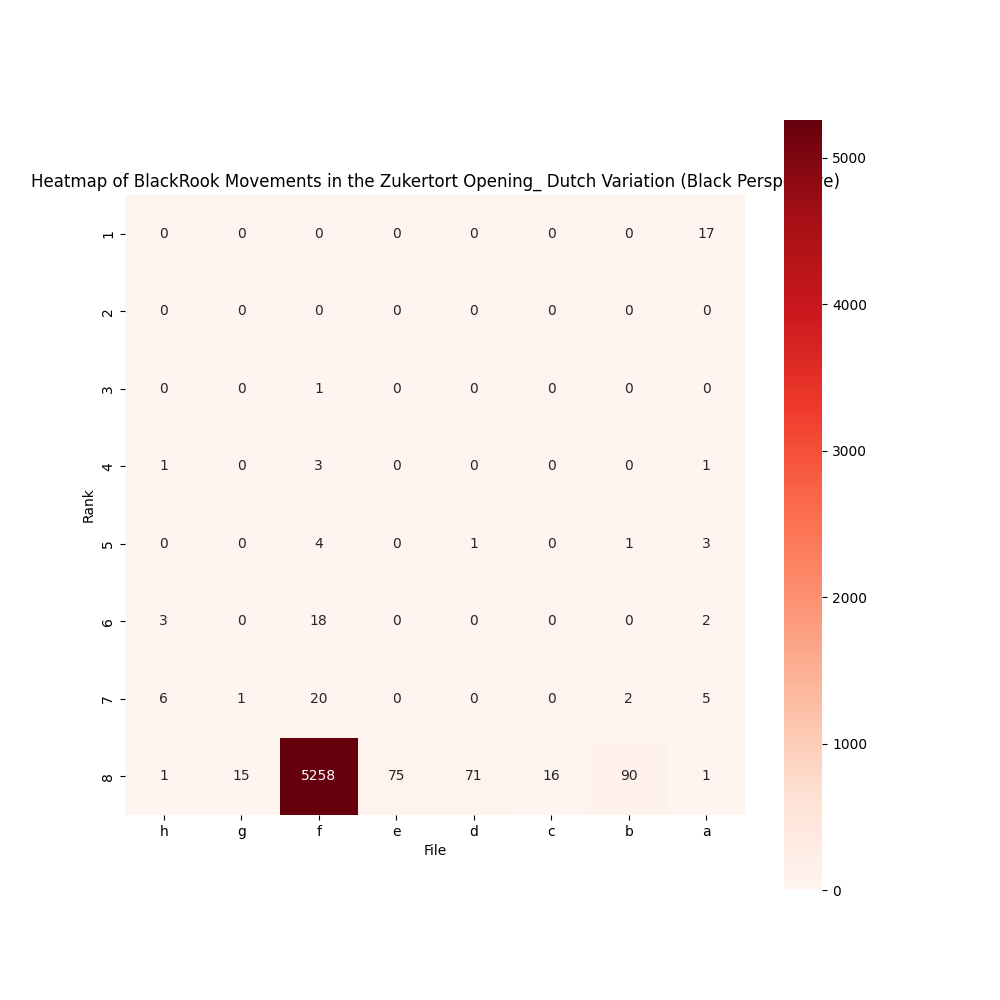 Heatmap of BlackRook Movements in the Zukertort Opening_ Dutch Variation (Black Persp e)
5000
4000
3000
2000
1000
0
Rank
1 0 0 0 0 0 0 0 17
2 0 0 0 0 0 0 0 0
3 0 0 1 0 0 0 0 0
4 1 0 3 0 0 0 0 1
5 0 0 4 0 1 0 1 3
6 3 0 18 0 0 0 0 2
7 6 1 20 0 0 0 2 5
8 1 15 5258 75 71 16 90 1
h g f e d c b a
File